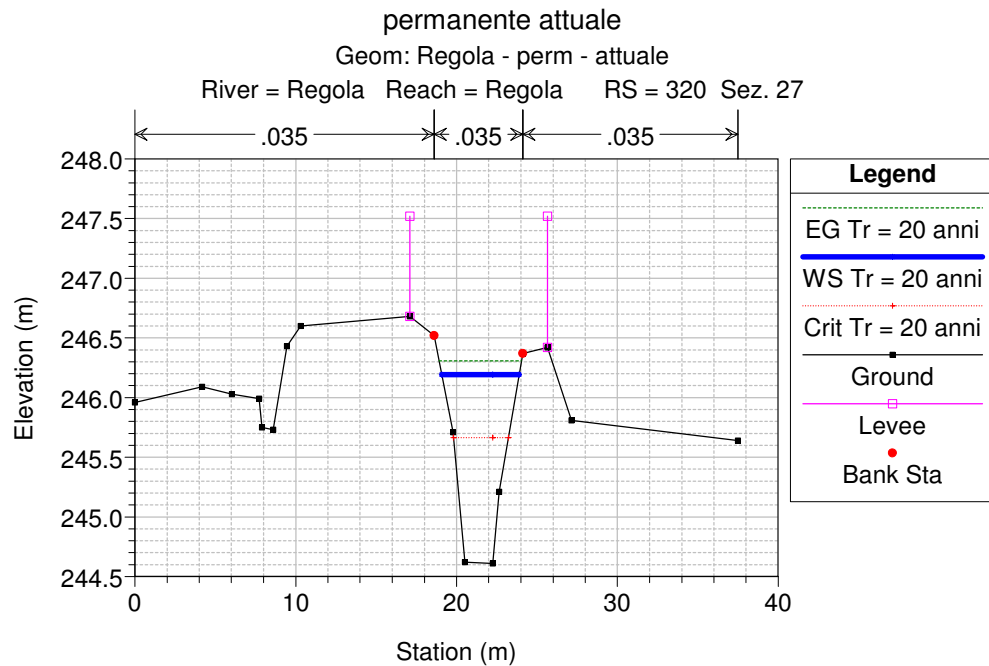 permanente attuale
Geom: Regola - perm - attuale
River = Regola Reach = Regola RS = 320 Sez. 27
.035 .035 .035
248.0
247.5
247.0
246.5
246.0
245.5
245.0
244.5
0 10 20 30 40
Station (m)
Elevation (m)
Legend
EG Tr = 20 anni
WS Tr = 20 anni
Crit Tr = 20 anni
Ground
Levee
Bank Sta